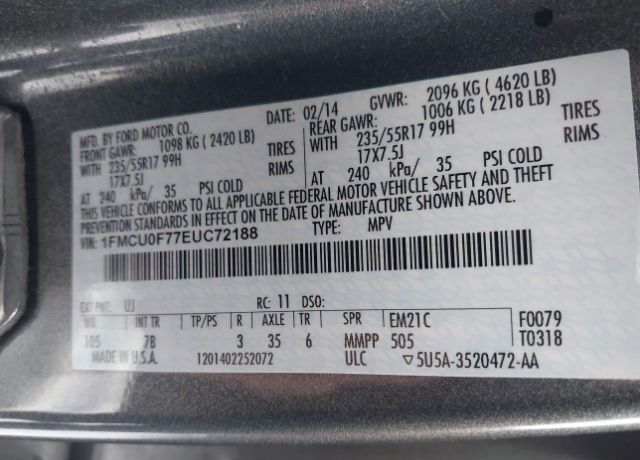 MFD. BY FORD MOTOR CO. DATE: 02/14 GVWR: 2096 KG ( 4620 LB)
FRONT GAWR: 1098 KG ( 2420 LB) REAR GAWR: 1006 KG ( 2218 LB)
WITH 235/55R17 99H TIRES WITH 235/55R17 99H TIRES
17X7.5J RIMS 17X7.5J RIMS
AT 240 kPa/ 35 PSI COLD AT 240 kPa/ 35 PSI COLD
THIS VEHICLE CONFORMS TO ALL APPLICABLE FEDERAL MOTOR VEHICLE SAFETY AND THEFT
PREVENTION STANDARDS IN EFFECT ON THE DATE OF MANUFACTURE SHOWN ABOVE.
VIN: 1FMCU0F77EUC72188 TYPE: MPV
EXT PNT: UJ RC: 11 DSO:
WB INT TR TP/PS R AXLE TR SPR EM21C F0079
105 7B 3 35 6 MMPP 505 T0318
MADE IN U.S.A. 1201402252072 ULC ▽5U5A-3520472-AA